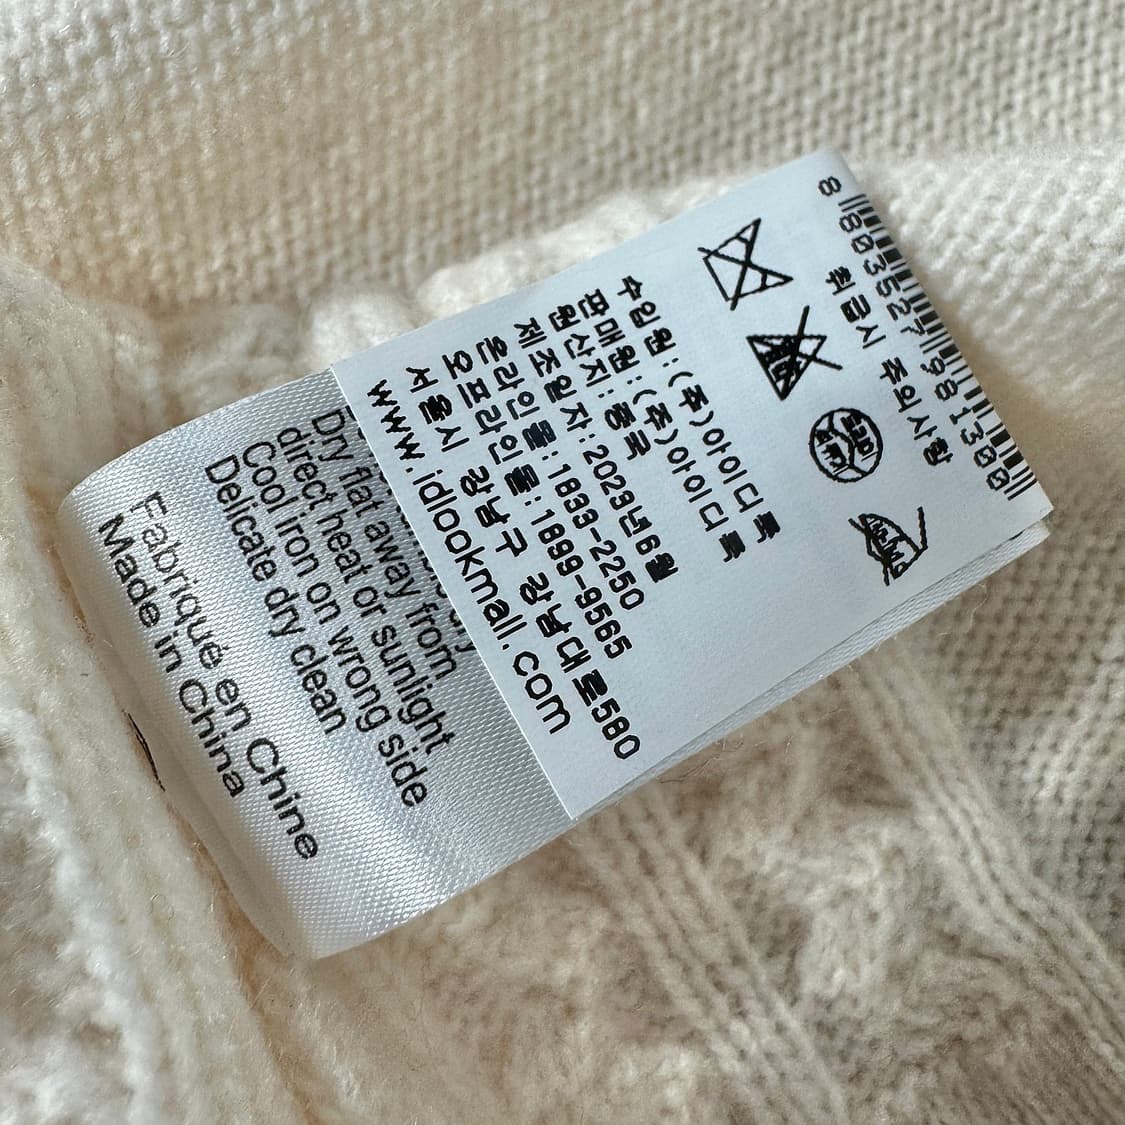 8 803527 981300
취급시 주의사항
수입원:(주)아이디룩
판매원:(주)아이디룩
원산지: 중국
제조일자:2023년6월
온라인몰:1833-2250
오프라인몰:1899-9565
서울시 강남구 강남대로580
www.idlookmall.com
Dry flat away from
direct heat or sunlight
Cool iron on wrong side
Delicate dry clean
Fabriqué en Chine
Made in China